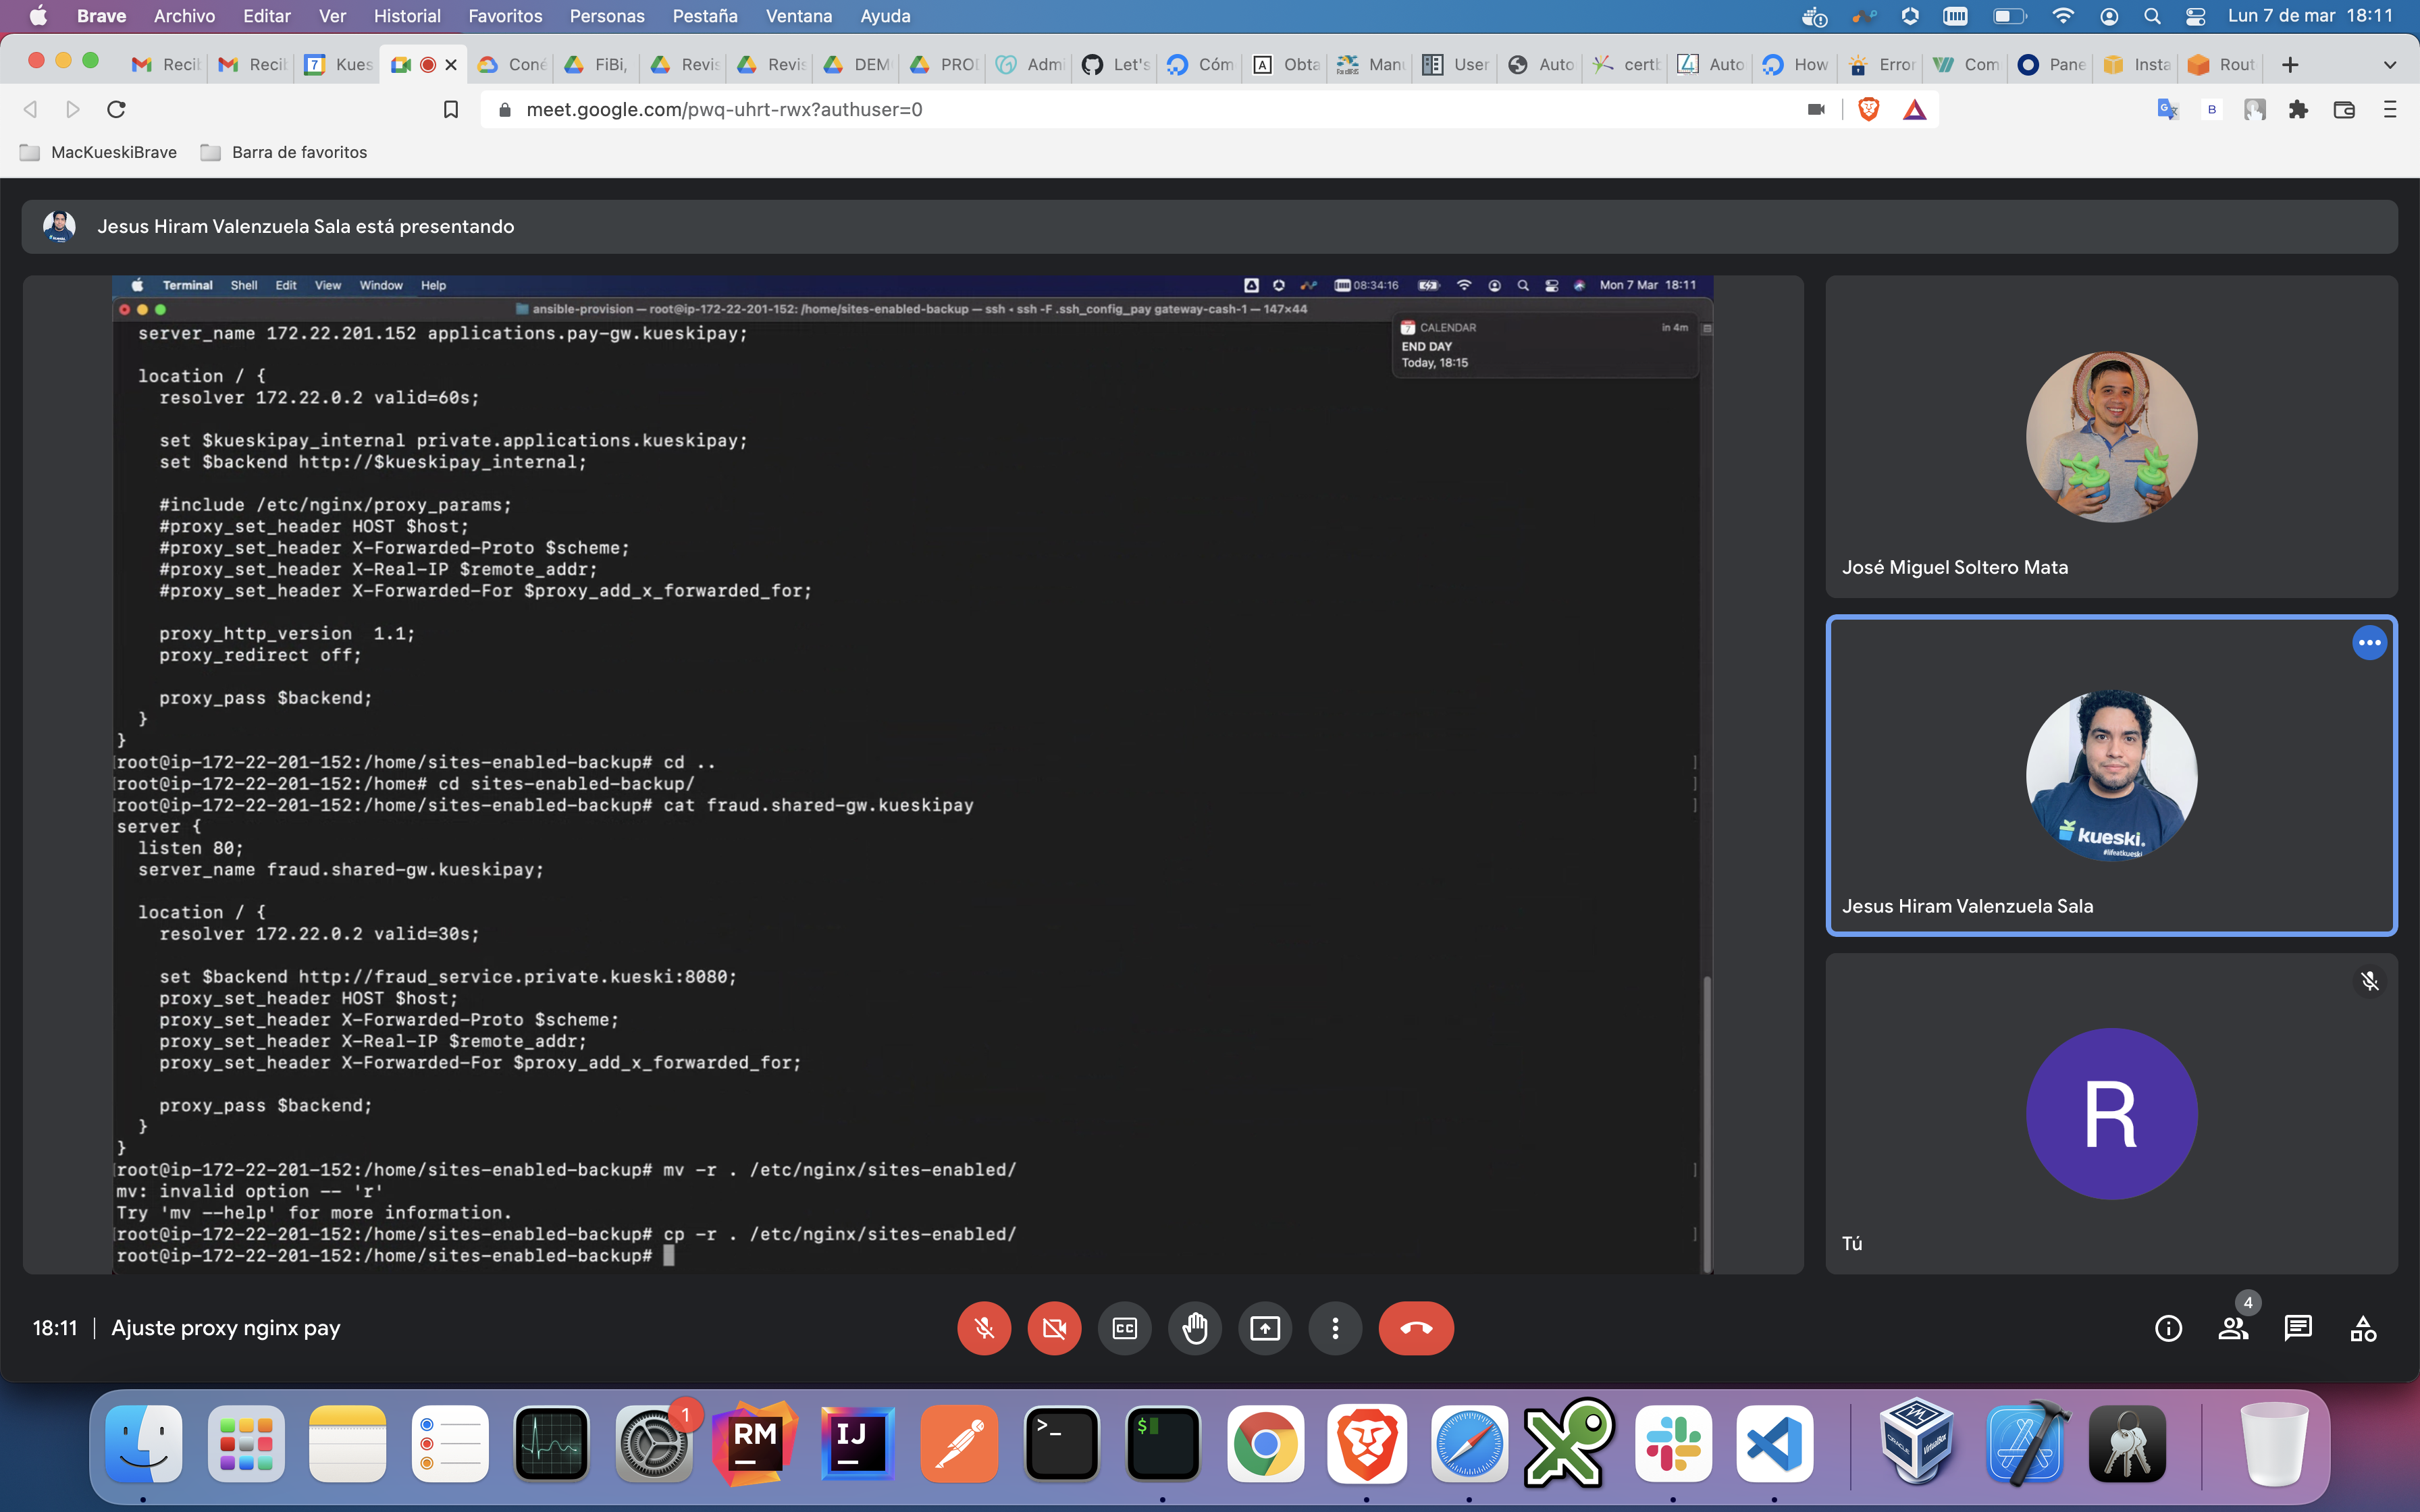 Brave Archivo Editar Ver Historial Favoritos Personas Pestaña Ventana Ayuda
Lun 7 de mar 18:11
Recib
Recib
7
Kues
Coné
FiBi,
Revis
Revis
DEM
PROD
Admi
Let's
Cóm
A
Obta
Manu
User
Auto
certb
Auto
How
Error
Com
Pane
Insta
Rout
meet.google.com/pwq-uhrt-rwx?authuser=0
B
MacKueskiBrave
Barra de favoritos
Jesus Hiram Valenzuela Sala está presentando
Terminal Shell Edit View Window Help
08:34:16
Mon 7 Mar 18:11
ansible-provision — root@ip-172-22-201-152: /home/sites-enabled-backup — ssh ◂ ssh -F .ssh_config_pay gateway-cash-1 — 147×44
7
CALENDAR
in 4m
END DAY
Today, 18:15
server_name 172.22.201.152 applications.pay-gw.kueskipay;
location / {
resolver 172.22.0.2 valid=60s;
set $kueskipay_internal private.applications.kueskipay;
set $backend http://$kueskipay_internal;
#include /etc/nginx/proxy_params;
#proxy_set_header HOST $host;
#proxy_set_header X-Forwarded-Proto $scheme;
#proxy_set_header X-Real-IP $remote_addr;
#proxy_set_header X-Forwarded-For $proxy_add_x_forwarded_for;
proxy_http_version  1.1;
proxy_redirect off;
proxy_pass $backend;
}
}
[root@ip-172-22-201-152:/home/sites-enabled-backup# cd .. ]
[root@ip-172-22-201-152:/home# cd sites-enabled-backup/ ]
[root@ip-172-22-201-152:/home/sites-enabled-backup# cat fraud.shared-gw.kueskipay ]
server {
listen 80;
server_name fraud.shared-gw.kueskipay;
location / {
resolver 172.22.0.2 valid=30s;
set $backend http://fraud_service.private.kueski:8080;
proxy_set_header HOST $host;
proxy_set_header X-Forwarded-Proto $scheme;
proxy_set_header X-Real-IP $remote_addr;
proxy_set_header X-Forwarded-For $proxy_add_x_forwarded_for;
proxy_pass $backend;
}
}
[root@ip-172-22-201-152:/home/sites-enabled-backup# mv -r . /etc/nginx/sites-enabled/ ]
mv: invalid option -- 'r'
Try 'mv --help' for more information.
[root@ip-172-22-201-152:/home/sites-enabled-backup# cp -r . /etc/nginx/sites-enabled/ ]
root@ip-172-22-201-152:/home/sites-enabled-backup#
José Miguel Soltero Mata
kueski.
#lifeatkueski
Jesus Hiram Valenzuela Sala
R
Tú
18:11 | Ajuste proxy nginx pay
CC
4
1
RM
IJ
>_
$